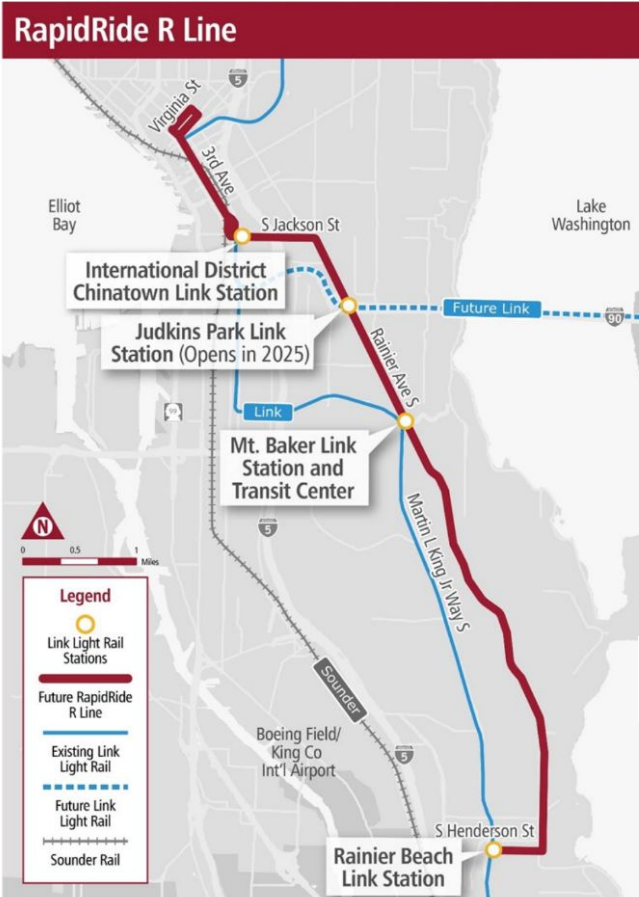 RapidRide R Line
5
Virginia St
3rd Ave
Elliot
Bay
Lake
Washington
S Jackson St
International District
Chinatown Link Station
Future Link
90
Judkins Park Link
Station (Opens in 2025)
Rainier Ave S
99
Link
Mt. Baker Link
Station and
Transit Center
N
0 0.5 1
Miles
5
Martin L King Jr Way S
Legend
Link Light Rail
Stations
Future RapidRide
R Line
Existing Link
Light Rail
Future Link
Light Rail
Sounder Rail
Sounder
Boeing Field/
King Co
Int'l Airport
5
S Henderson St
Rainier Beach
Link Station